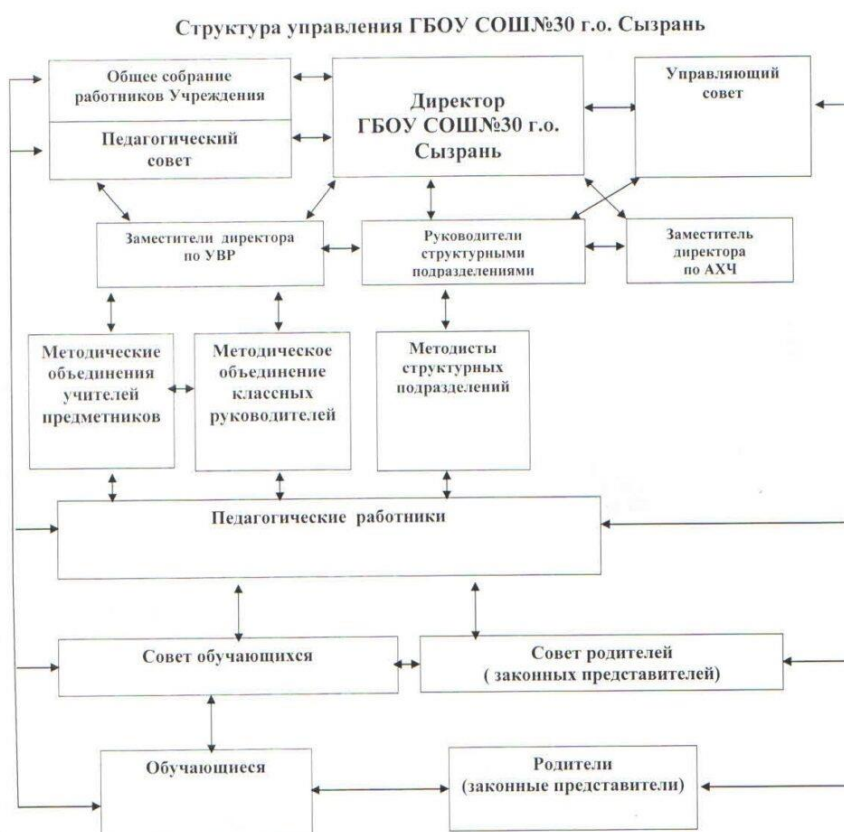 Структура управления ГБОУ СОШ№30 г.о. Сызрань
Общее собрание
работников Учреждения
Педагогический
совет
Директор
ГБОУ СОШ№30 г.о.
Сызрань
Управляющий
совет
Заместители директора
по УВР
Руководители
структурными
подразделениями
Заместитель
директора
по АХЧ
Методические
объединения
учителей
предметников
Методическое
объединение
классных
руководителей
Методисты
структурных
подразделений
Педагогические работники
Совет обучающихся
Совет родителей
( законных представителей)
Обучающиеся
Родители
(законные представители)